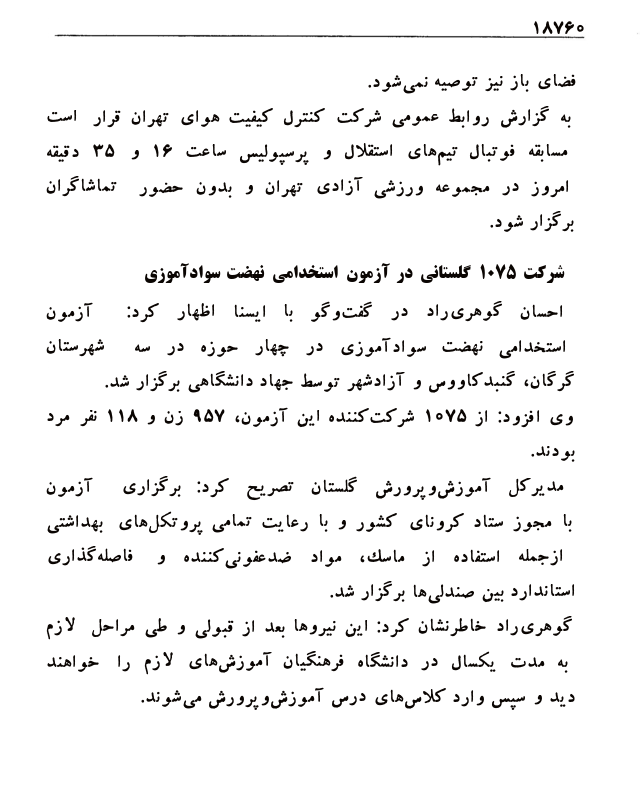 ۱۸۷۶۰
فضای باز نیز توصیه نمی‌شود.
به گزارش روابط عمومی شرکت کنترل کیفیت هوای تهران قرار است
مسابقه فوتبال تیم‌های استقلال و پرسپولیس ساعت ۱۶ و ۳۵ دقیقه
امروز در مجموعه ورزشی آزادی تهران و بدون حضور تماشاگران
برگزار شود.
شرکت ۱۰۷۵ گلستانی در آزمون استخدامی نهضت سوادآموزی
احسان گوهری‌راد در گفت‌وگو با ایسنا اظهار کرد: آزمون
استخدامی نهضت سوادآموزی در چهار حوزه در سه شهرستان
گرگان، گنبدکاووس و آزادشهر توسط جهاد دانشگاهی برگزار شد.
وی افزود: از ۱۰۷۵ شرکت‌کننده این آزمون، ۹۵۷ زن و ۱۱۸ نفر مرد
بودند.
مدیرکل آموزش‌وپرورش گلستان تصریح کرد: برگزاری آزمون
با مجوز ستاد کرونای کشور و با رعایت تمامی پروتکل‌های بهداشتی
ازجمله استفاده از ماسک، مواد ضدعفونی‌کننده و فاصله‌گذاری
استاندارد بین صندلی‌ها برگزار شد.
گوهری‌راد خاطرنشان کرد: این نیروها بعد از قبولی و طی مراحل لازم
به مدت یکسال در دانشگاه فرهنگیان آموزش‌های لازم را خواهند
دید و سپس وارد کلاس‌های درس آموزش‌وپرورش می‌شوند.